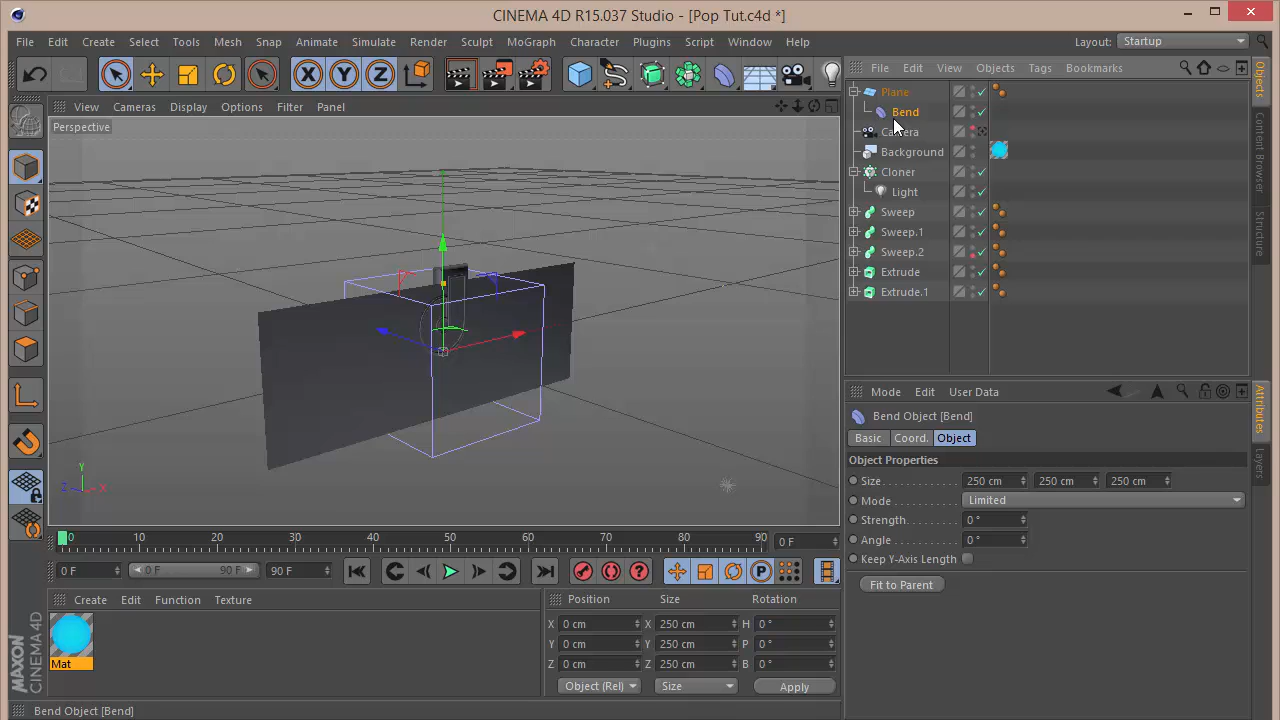 CINEMA 4D R15.037 Studio - [Pop Tut.c4d *]
File Edit Create Select Tools Mesh Snap Animate Simulate Render Sculpt MoGraph Character Plugins Script Window Help Layout: Startup
X Y Z
File Edit View Objects Tags Bookmarks
View Cameras Display Options Filter Panel
Perspective
Plane
Bend
Camera
Background
Cloner
Light
Sweep
Sweep.1
Sweep.2
Extrude
Extrude.1
Objects
Content Browser
Structure
Attributes
Layers
Y
Z X
Mode Edit User Data
Bend Object [Bend]
Basic Coord. Object
Object Properties
Size 250 cm 250 cm 250 cm
Mode Limited
Strength 0 °
Angle 0 °
Keep Y-Axis Length
Fit to Parent
0 10 20 30 40 50 60 70 80 90 0 F
0 F 0 F 90 F 90 F
Create Edit Function Texture
Mat
Position Size Rotation
X 0 cm X 250 cm H 0 °
Y 0 cm Y 250 cm P 0 °
Z 0 cm Z 250 cm B 0 °
Object (Rel) Size Apply
MAXON
CINEMA 4D
Bend Object [Bend]